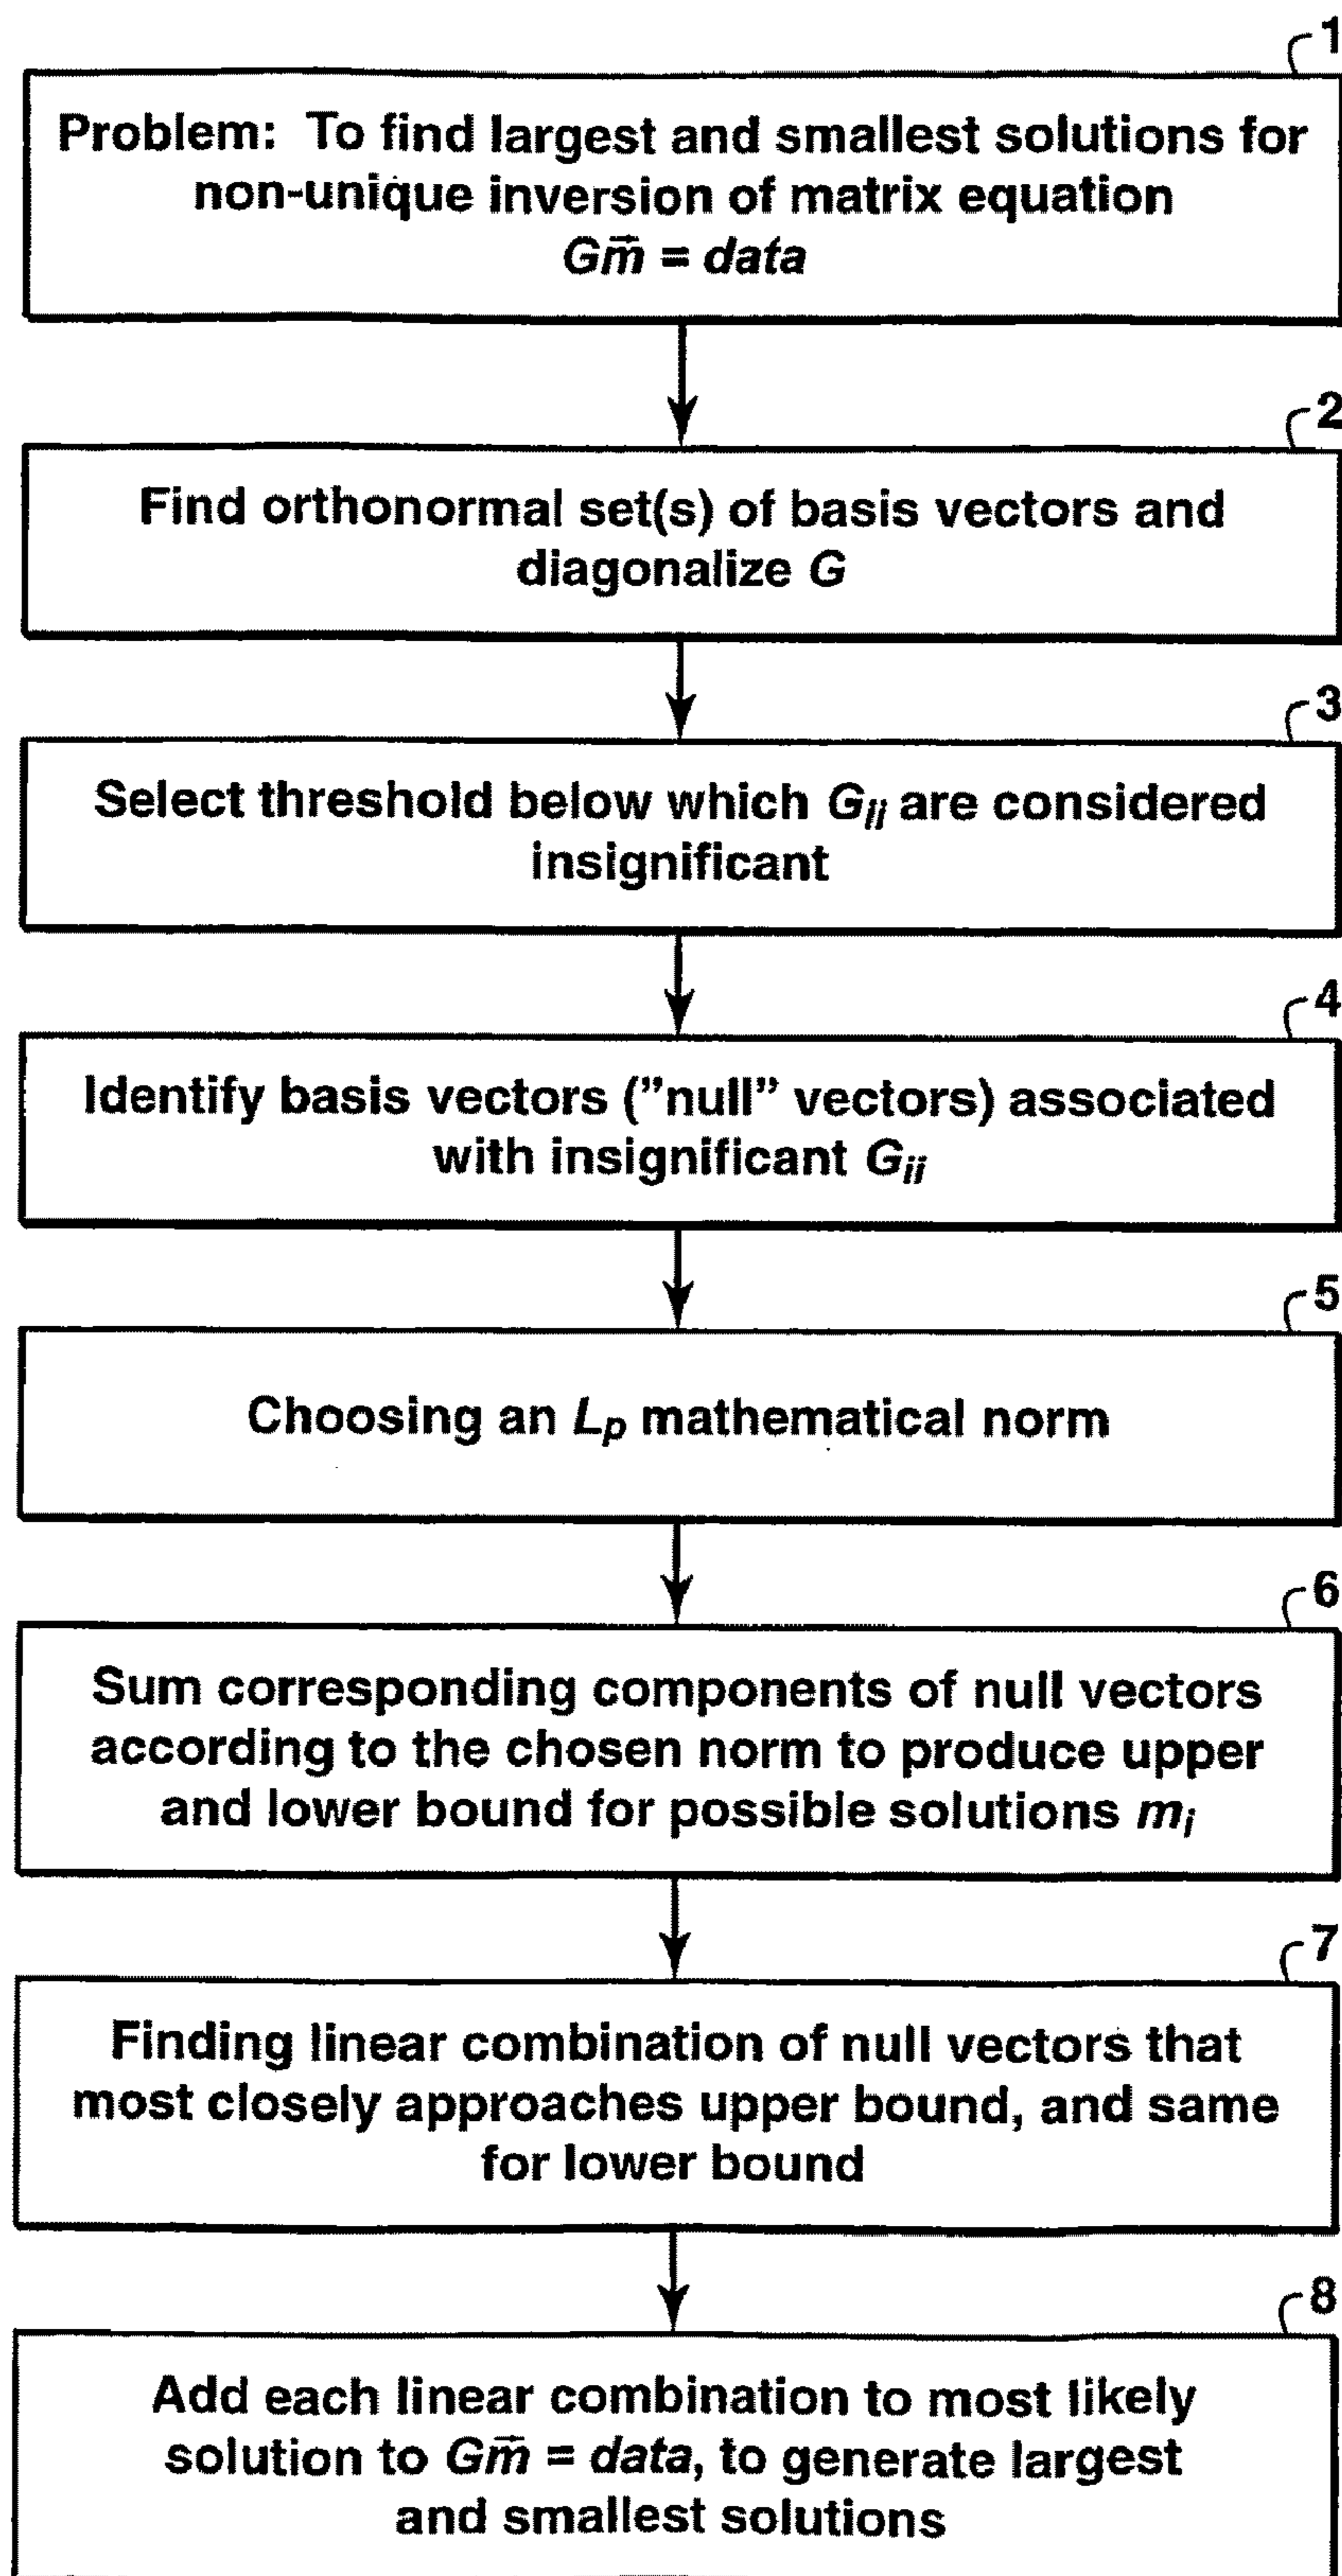 1
Problem: To find largest and smallest solutions for
non-unique inversion of matrix equation
Gm⃗ = data
2
Find orthonormal set(s) of basis vectors and
diagonalize G
3
Select threshold below which Gii are considered
insignificant
4
Identify basis vectors (”null” vectors) associated
with insignificant Gii
5
Choosing an Lp mathematical norm
6
Sum corresponding components of null vectors
according to the chosen norm to produce upper
and lower bound for possible solutions mi
7
Finding linear combination of null vectors that
most closely approaches upper bound, and same
for lower bound
8
Add each linear combination to most likely
solution to Gm⃗ = data, to generate largest
and smallest solutions